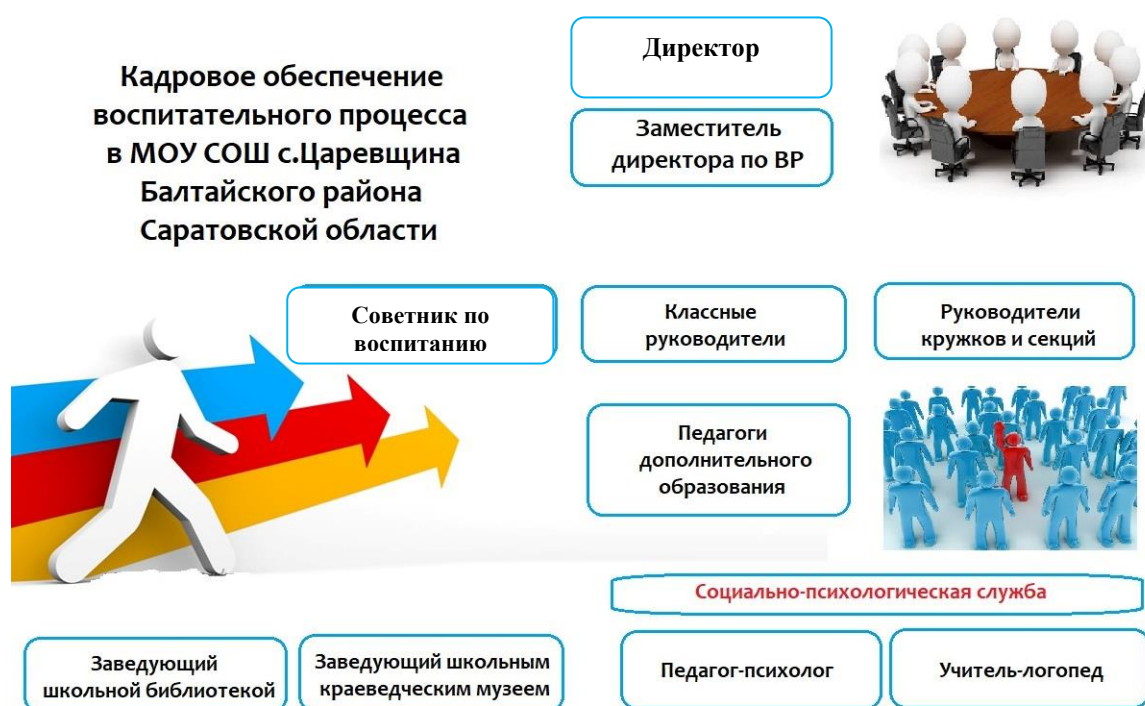 Кадровое обеспечение
воспитательного процесса
в МОУ СОШ с.Царевщина
Балтайского района
Саратовской области
Директор
Заместитель
директора по ВР
Советник по
воспитанию
Классные
руководители
Руководители
кружков и секций
Педагоги
дополнительного
образования
Социально-психологическая служба
Заведующий
школьной библиотекой
Заведующий школьным
краеведческим музеем
Педагог-психолог
Учитель-логопед